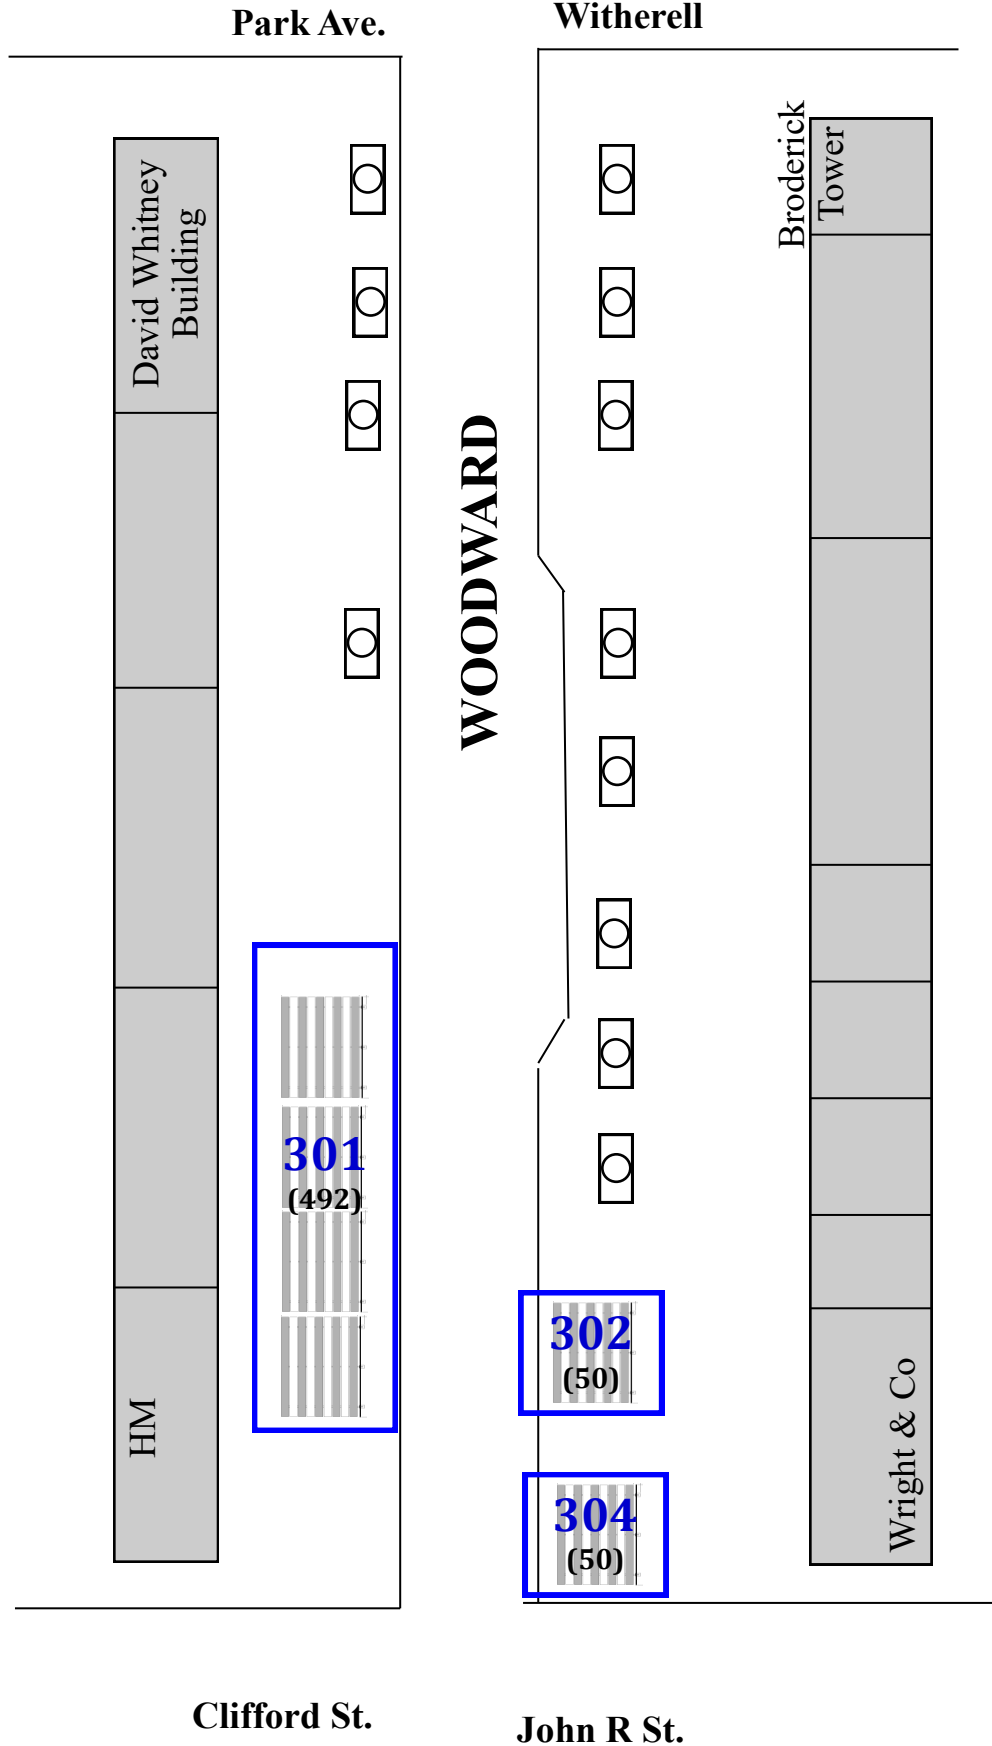 Park Ave.
Witherell
David Whitney
Building
Broderick
Tower
WOODWARD
301
(492)
302
(50)
HM
Wright & Co
304
(50)
Clifford St.
John R St.